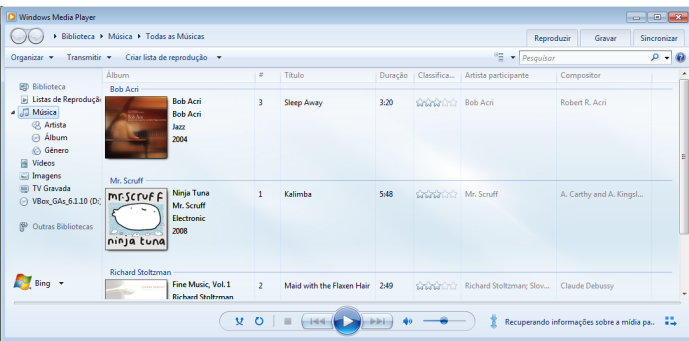 Windows Media Player
Biblioteca Música Todas as Músicas
Reproduzir Gravar Sincronizar
Organizar Transmitir Criar lista de reprodução
Pesquisar
Álbum # Título Duração Classifica... Artista participante Compositor
Biblioteca
Listas de Reprodução
Música
Artista
Álbum
Gênero
Vídeos
Imagens
TV Gravada
VBox_GAs_6.1.10 (D:
Outras Bibliotecas
Bing
Bob Acri
Bob Acri 3 Sleep Away 3:20 Bob Acri Robert R. Acri
Bob Acri
Jazz
2004
Mr. Scruff
mr.scruff
ninja tuna
Ninja Tuna 1 Kalimba 5:48 Mr. Scruff A. Carthy and A. Kingsl...
Mr. Scruff
Electronic
2008
Richard Stoltzman
Fine Music, Vol. 1 2 Maid with the Flaxen Hair 2:49 Richard Stoltzman; Slov... Claude Debussy
Richard Stoltzman
Recuperando informações sobre a mídia pa..